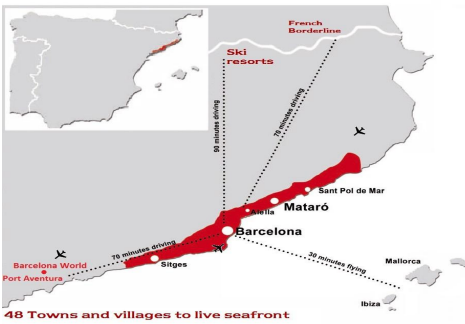 French
Borderline
Ski
resorts
90 minutes driving
70 minutes driving
Sant Pol de Mar
Alella
Mataró
Barcelona
70 minutes driving
Barcelona World
Port Aventura
Sitges
30 minutes flying
Mallorca
Ibiza
48 Towns and villages to live seafront